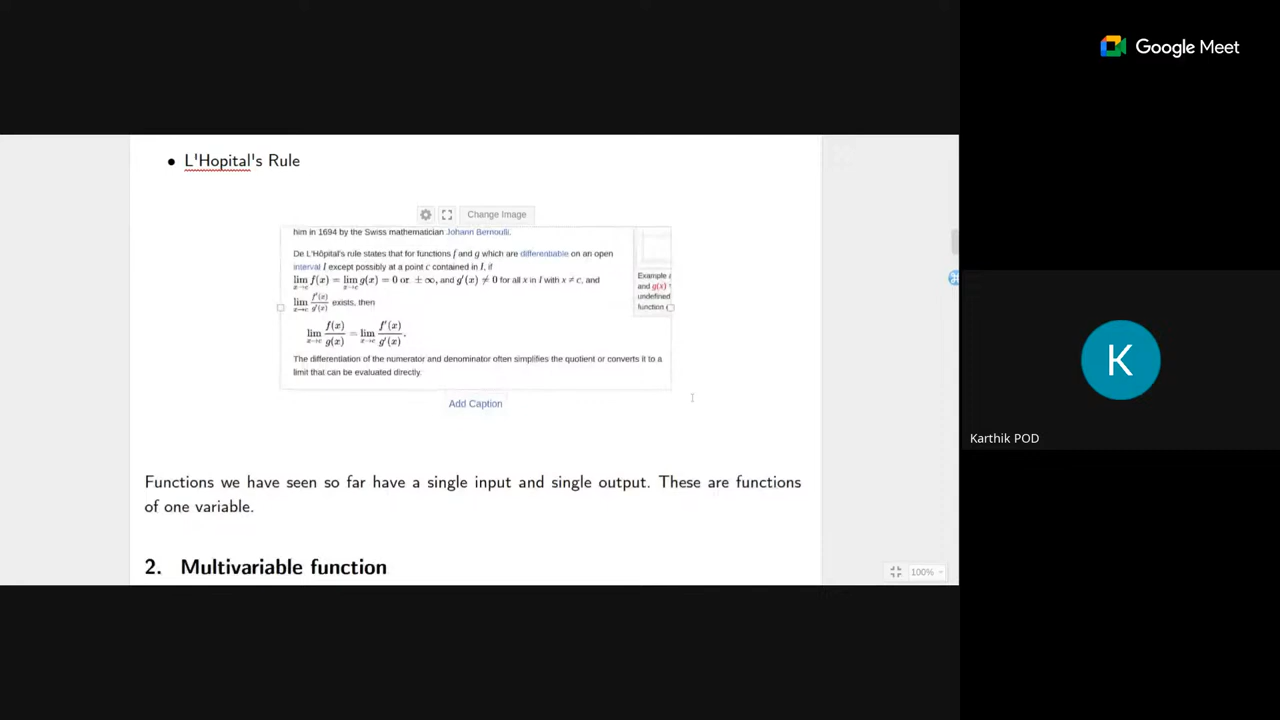 Google Meet
• L'Hopital's Rule
Change Image
him in 1694 by the Swiss mathematician Johann Bernoulli.
De L'Hôpital's rule states that for functions f and g which are differentiable on an open
interval I except possibly at a point c contained in I, if
lim x→c f(x) = lim x→c g(x) = 0 or ±∞, and g′(x) ≠ 0 for all x in I with x ≠ c, and
lim x→c f′(x)/g′(x) exists, then
lim x→c f(x)/g(x) = lim x→c f′(x)/g′(x).
The differentiation of the numerator and denominator often simplifies the quotient or converts it to a
limit that can be evaluated directly.
Example
and g(x)
undefined
function (
Add Caption
Functions we have seen so far have a single input and single output. These are functions
of one variable.
2. Multivariable function
100%
K
Karthik POD